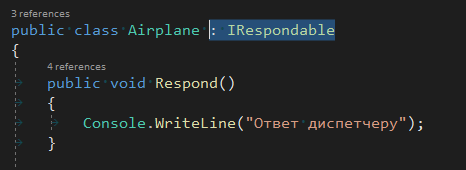 3 references
public class Airplane : IRespondable
{
4 references
public void Respond()
{
Console.WriteLine("Ответ диспетчеру");
}